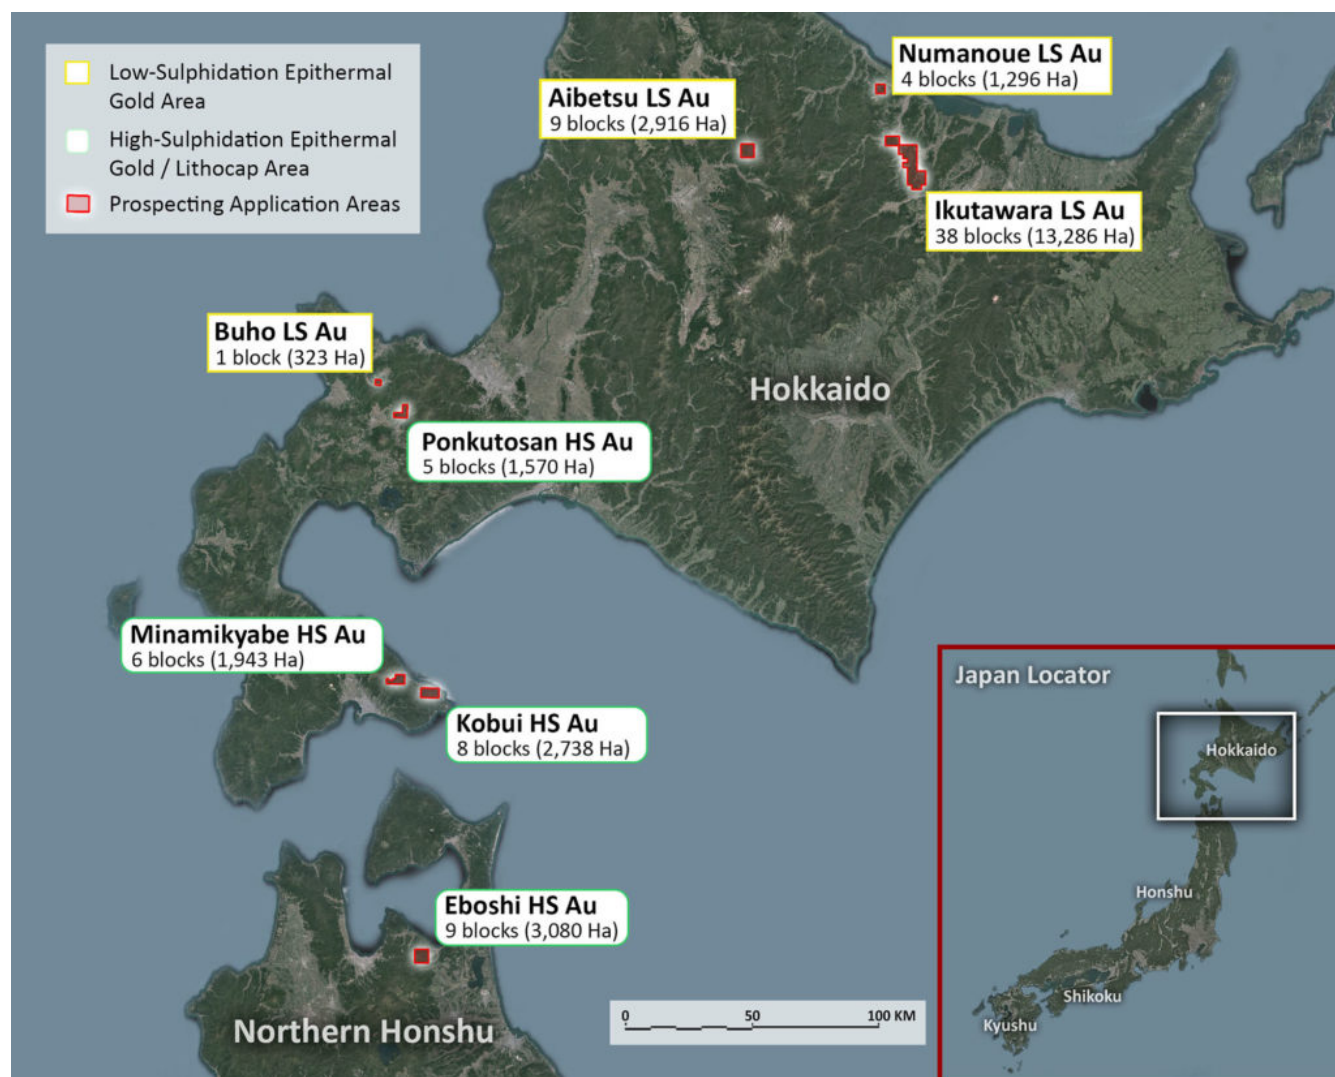 Low-Sulphidation Epithermal
Gold Area
High-Sulphidation Epithermal
Gold / Lithocap Area
Prospecting Application Areas
Numanoue LS Au
4 blocks (1,296 Ha)
Aibetsu LS Au
9 blocks (2,916 Ha)
Ikutawara LS Au
38 blocks (13,286 Ha)
Buho LS Au
1 block (323 Ha)
Hokkaido
Ponkutosan HS Au
5 blocks (1,570 Ha)
Minamikyabe HS Au
6 blocks (1,943 Ha)
Kobui HS Au
8 blocks (2,738 Ha)
Eboshi HS Au
9 blocks (3,080 Ha)
Northern Honshu
0 50 100 KM
Japan Locator
Hokkaido
Honshu
Shikoku
Kyushu